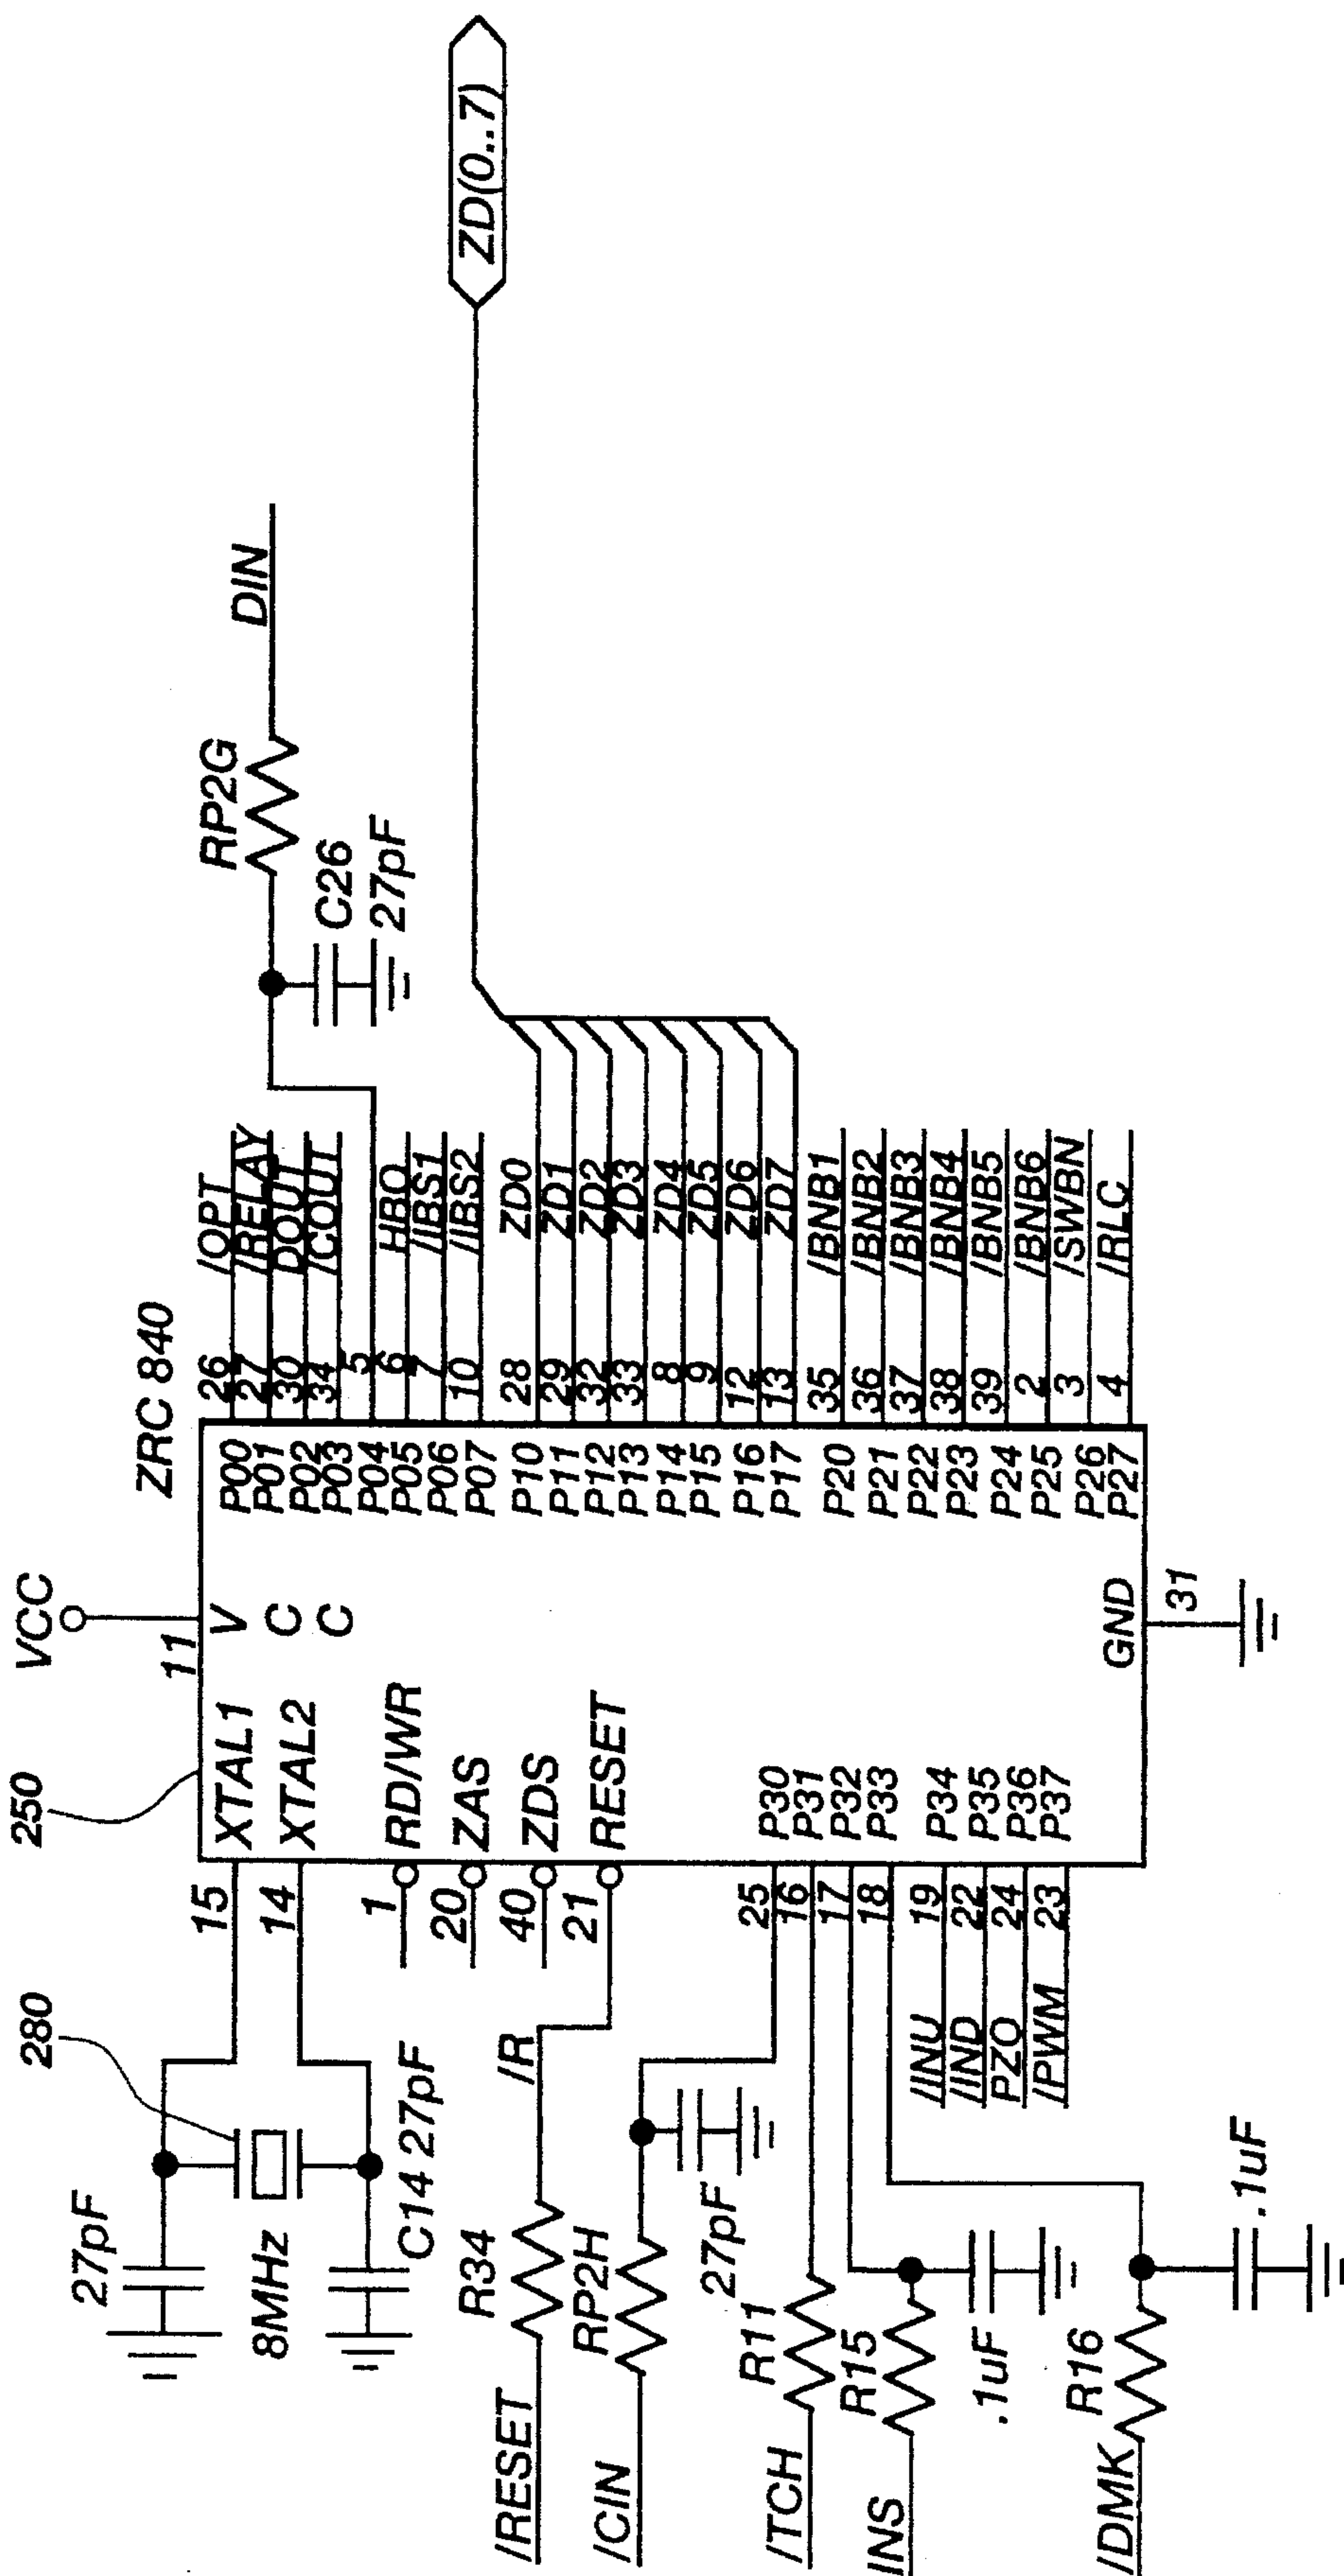 VCC
250
280
ZRC 840
11
V
C
C
27pF
8MHz
C14 27pF
15
XTAL1
14
XTAL2
1
RD/WR
20
ZAS
40
ZDS
/RESET
R34
/R
21
RESET
/CIN
RP2H
27pF
25
P30
/TCH
R11
16
P31
INS
R15
.1uF
17
P32
/DMK
R16
.1uF
18
P33
/INU
19
P34
/IND
22
P35
PZO
24
P36
/PWM
23
P37
GND
31
P00
26
/OPT
P01
27
/RELAY
P02
30
DOUT
P03
34
/COUT
P04
5
RP2G
DIN
C26
27pF
P05
6
HBO
P06
7
/IBS1
P07
10
/IBS2
P10
28
ZD0
P11
29
ZD1
P12
32
ZD2
P13
33
ZD3
P14
8
ZD4
P15
9
ZD5
P16
12
ZD6
P17
13
ZD7
ZD(0..7)
P20
35
/BNB1
P21
36
/BNB2
P22
37
/BNB3
P23
38
/BNB4
P24
39
/BNB5
P25
2
/BNB6
P26
3
/SWBN
P27
4
/RLC